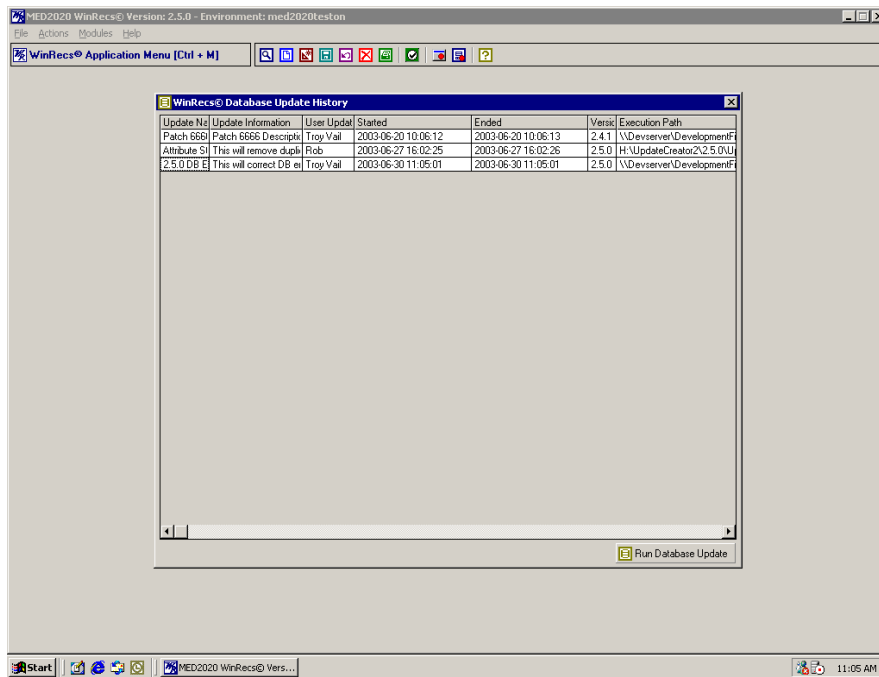 MED2020 WinRecs© Version: 2.5.0 - Environment: med2020teston
File Actions Modules Help
WinRecs© Application Menu [Ctrl + M]
WinRecs© Database Update History
Update Na Update Information User Updat Started Ended Versic Execution Path
Patch 666 Patch 6666 Descripti Troy Vail 2003-06-20 10:06:12 2003-06-20 10:06:13 2.4.1 \\Devserver\DevelopmentFi
Attribute S This will remove dupli Rob 2003-06-27 16:02:25 2003-06-27 16:02:26 2.5.0 H:\UpdateCreator2\2.5.0\U
2.5.0 DB E This will correct DB er Troy Vail 2003-06-30 11:05:01 2003-06-30 11:05:01 2.5.0 \\Devserver\DevelopmentFi
Run Database Update
Start MED2020 WinRecs© Vers... 11:05 AM